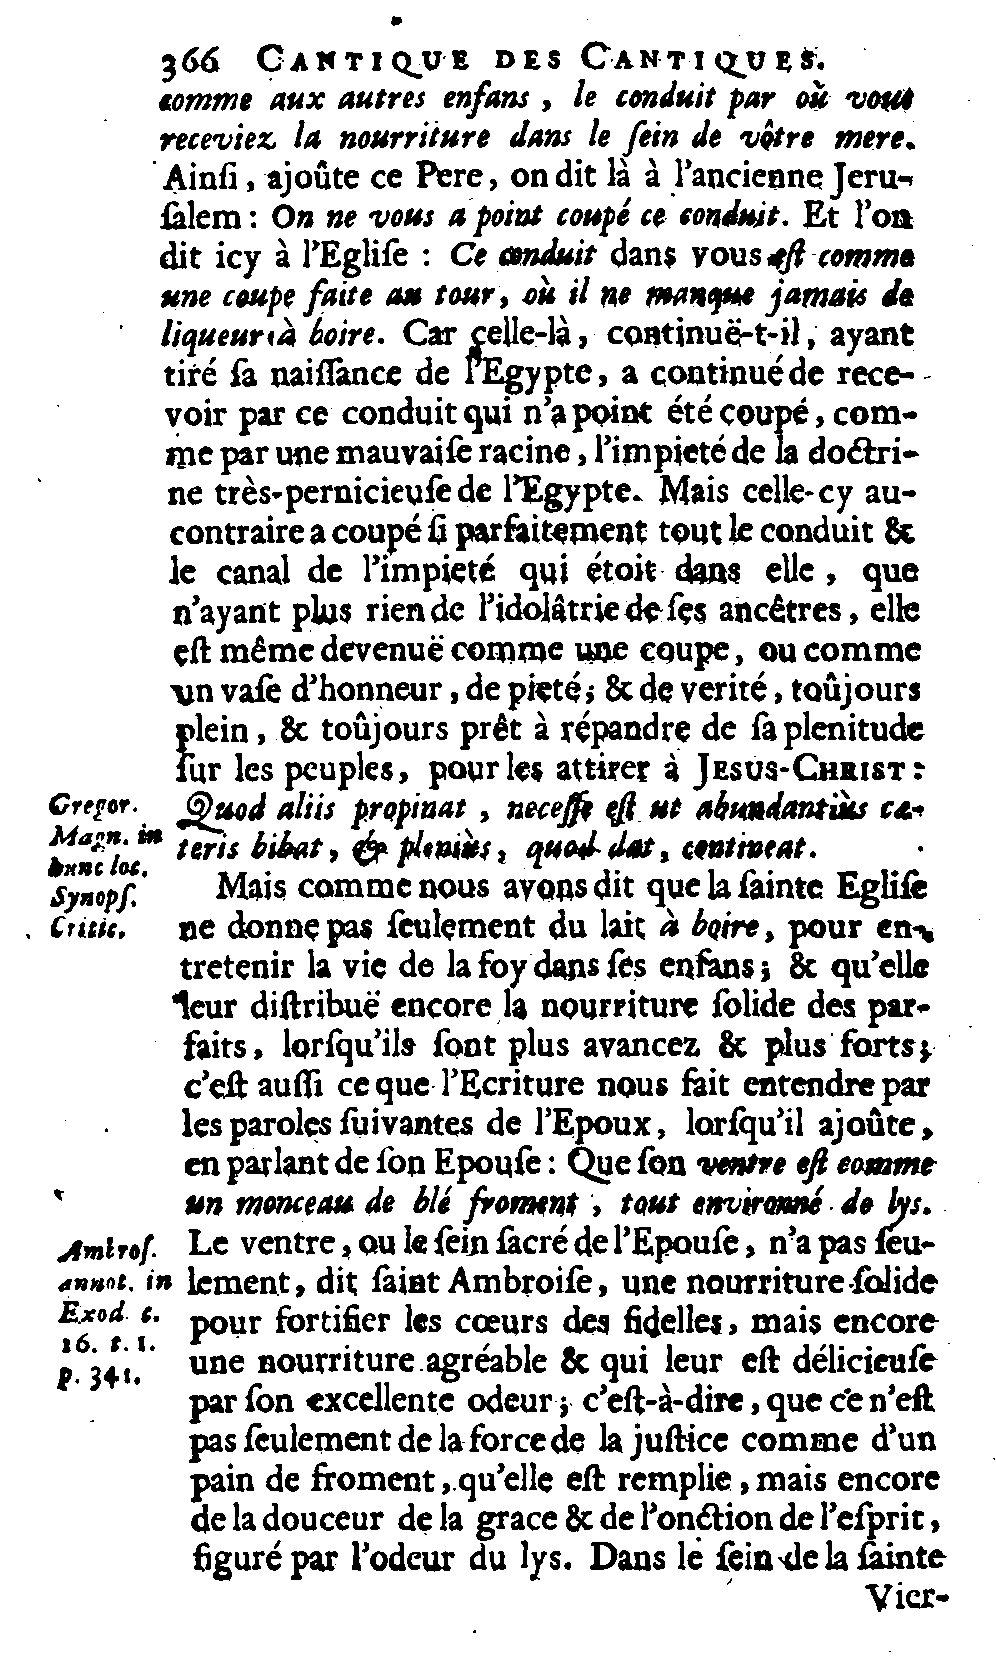 366 CANTIQUE DES CANTIQUES.
comme aux autres enfans, le conduit par où vous
receviez la nourriture dans le ſein de vôtre mere.
Ainſi, ajoûte ce Pere, on dit là à l'ancienne Jeru-
ſalem : On ne vous a point coupé ce conduit. Et l'on
dit icy à l'Egliſe : Ce conduit dans vous eſt comme
une coupe faite au tour, où il ne manque jamais de
liqueur à boire. Car celle-là, continuë-t-il, ayant
tiré ſa naiſſance de l'Egypte, a continué de rece-
voir par ce conduit qui n'a point été coupé, com-
me par une mauvaiſe racine, l'impieté de la doctri-
ne très-pernicieuſe de l'Egypte. Mais celle-cy au-
contraire a coupé ſi parfaitement tout le conduit &
le canal de l'impieté qui étoit dans elle, que
n'ayant plus rien de l'idolâtrie de ſes ancêtres, elle
eſt même devenuë comme une coupe, ou comme
un vaſe d'honneur, de pieté, & de verité, toûjours
plein, & toûjours prêt à répandre de ſa plenitude
ſur les peuples, pour les attirer à JESUS-CHRIST :
Gregor.
Magn. in
hunc loc.
Synopſ.
Critic.
Quod aliis propinat, neceſſe eſt ut abundantiùs cæ-
teris bibat, & pleniùs, quod dat, contineat.
Mais comme nous avons dit que la ſainte Egliſe
ne donne pas ſeulement du lait à boire, pour en-
tretenir la vie de la foy dans ſes enfans ; & qu'elle
leur diſtribuë encore la nourriture ſolide des par-
faits, lorſqu'ils ſont plus avancez & plus forts ;
c'eſt auſſi ce que l'Ecriture nous fait entendre par
les paroles ſuivantes de l'Epoux, lorſqu'il ajoûte,
en parlant de ſon Epouſe : Que ſon ventre eſt comme
un monceau de blé froment, tout environné de lys.
Ambroſ.
annot. in
Exod. c.
16. t. 1.
p. 341.
Le ventre, ou le ſein ſacré de l'Epouſe, n'a pas ſeu-
lement, dit ſaint Ambroiſe, une nourriture ſolide
pour fortifier les cœurs des fidelles, mais encore
une nourriture agréable & qui leur eſt délicieuſe
par ſon excellente odeur ; c'eſt-à-dire, que ce n'eſt
pas ſeulement de la force de la juſtice comme d'un
pain de froment, qu'elle eſt remplie, mais encore
de la douceur de la grace & de l'onction de l'eſprit,
figuré par l'odeur du lys. Dans le ſein de la ſainte
Vier-